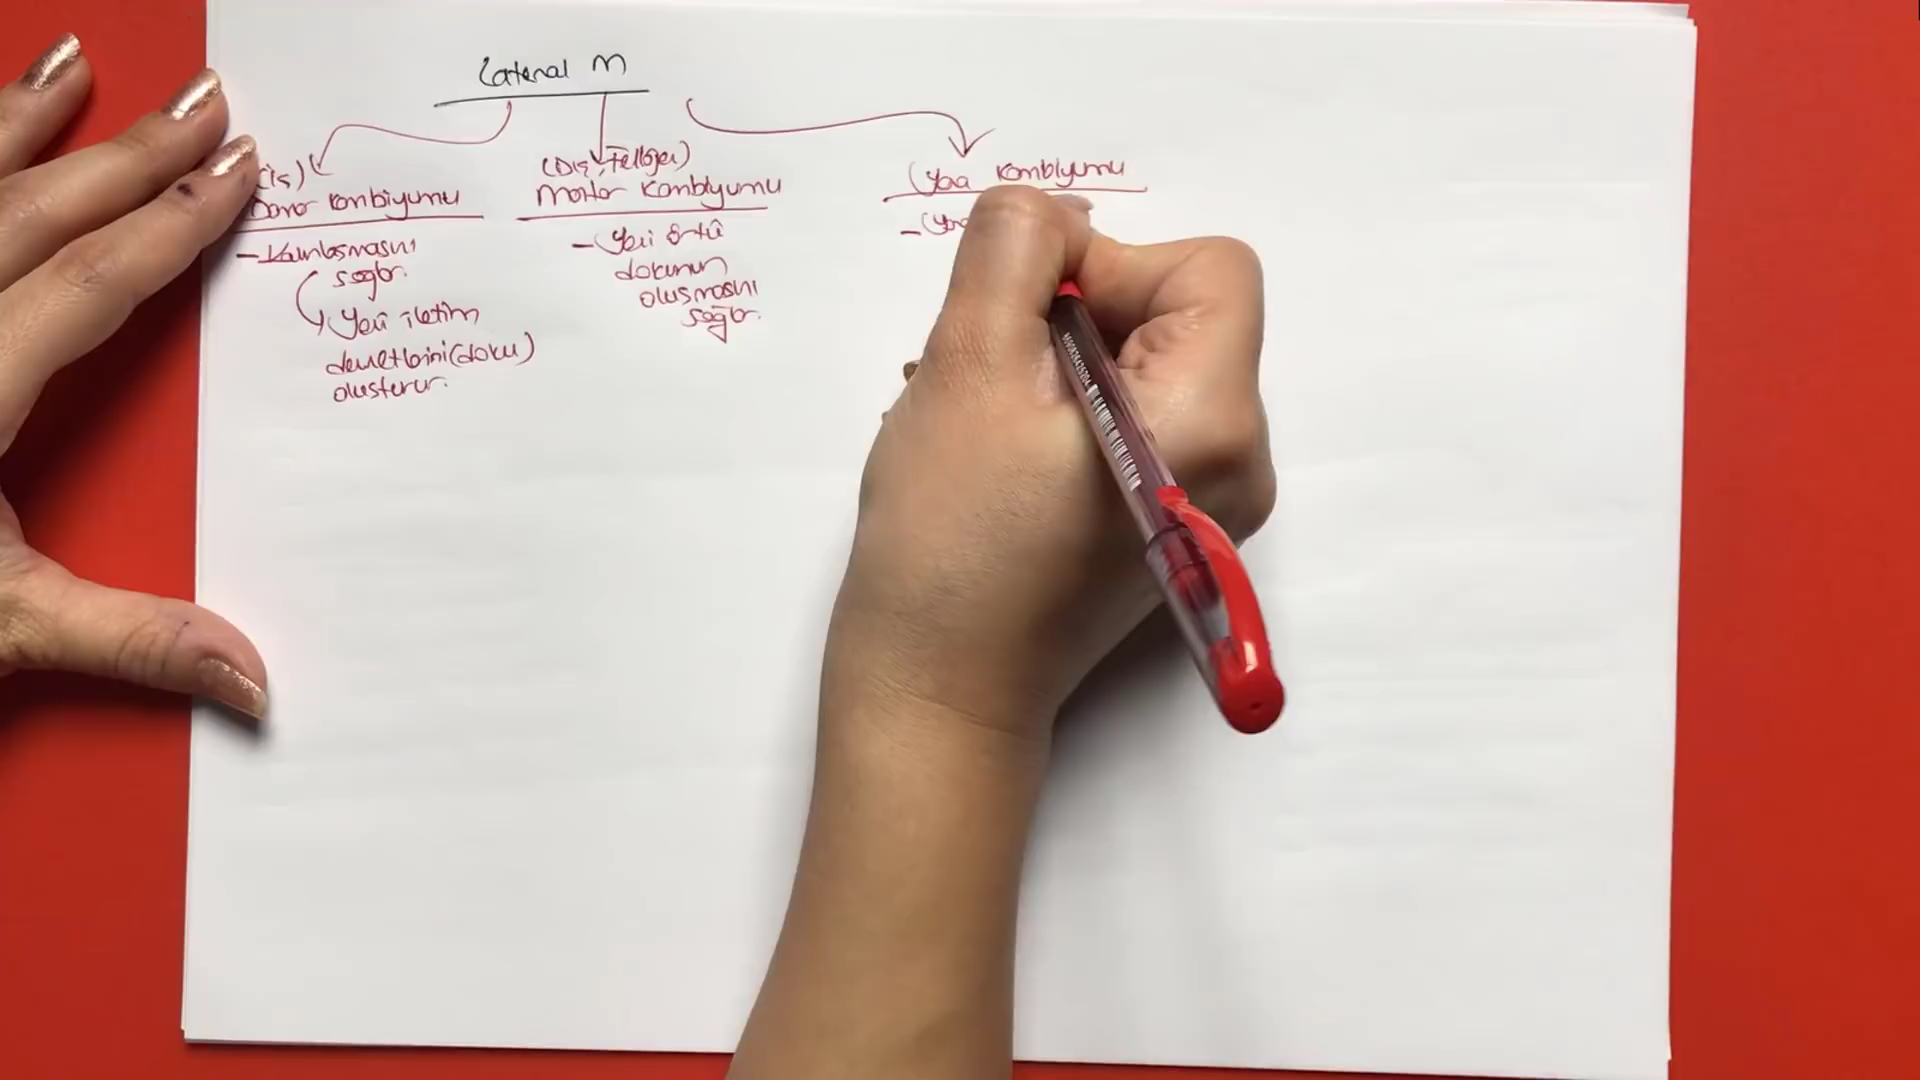 Lateral M
(İç)
Damar kambiyumu
- Kalınlaşmasını
sağlar.
Yeni iletim
demetlerini (doku)
oluşturur.
(Dış, Fellojen)
Mantar kambiyumu
- Yeni örtü
dokunun
oluşmasını
sağlar.
Yara kambiyumu
- Yara